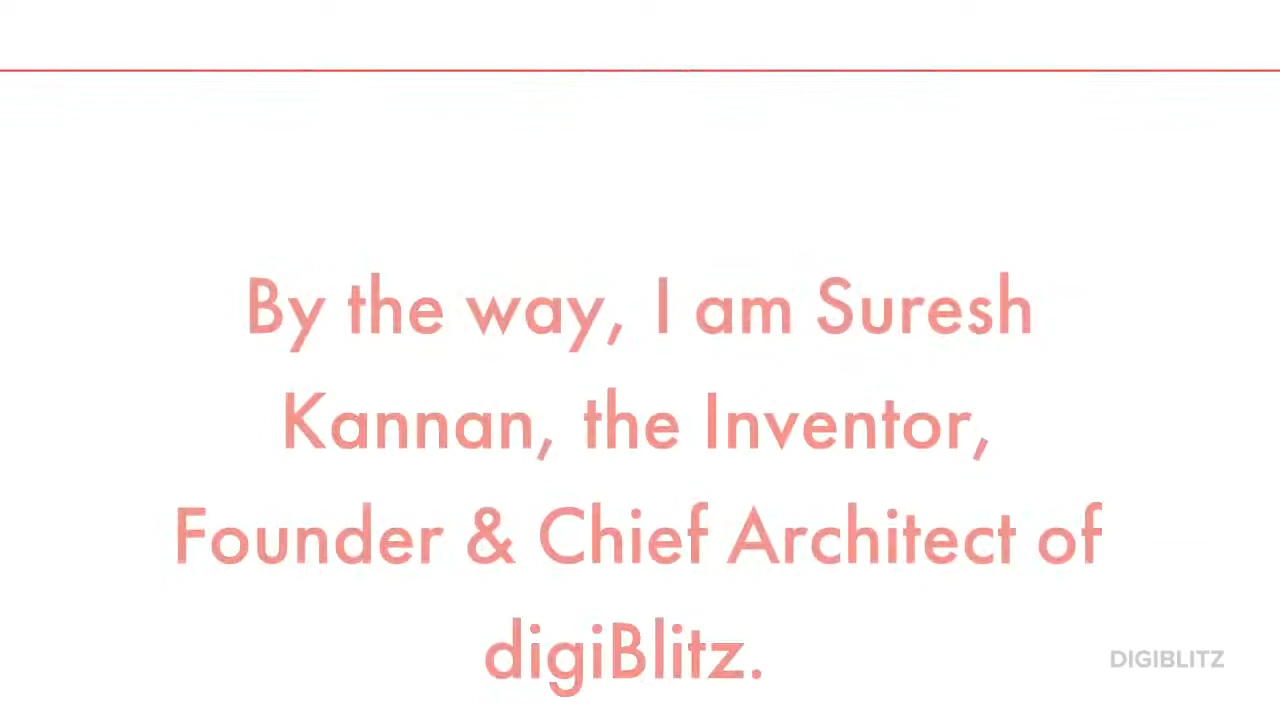 By the way, I am Suresh
Kannan, the Inventor,
Founder & Chief Architect of
digiBlitz.
DIGIBLITZ